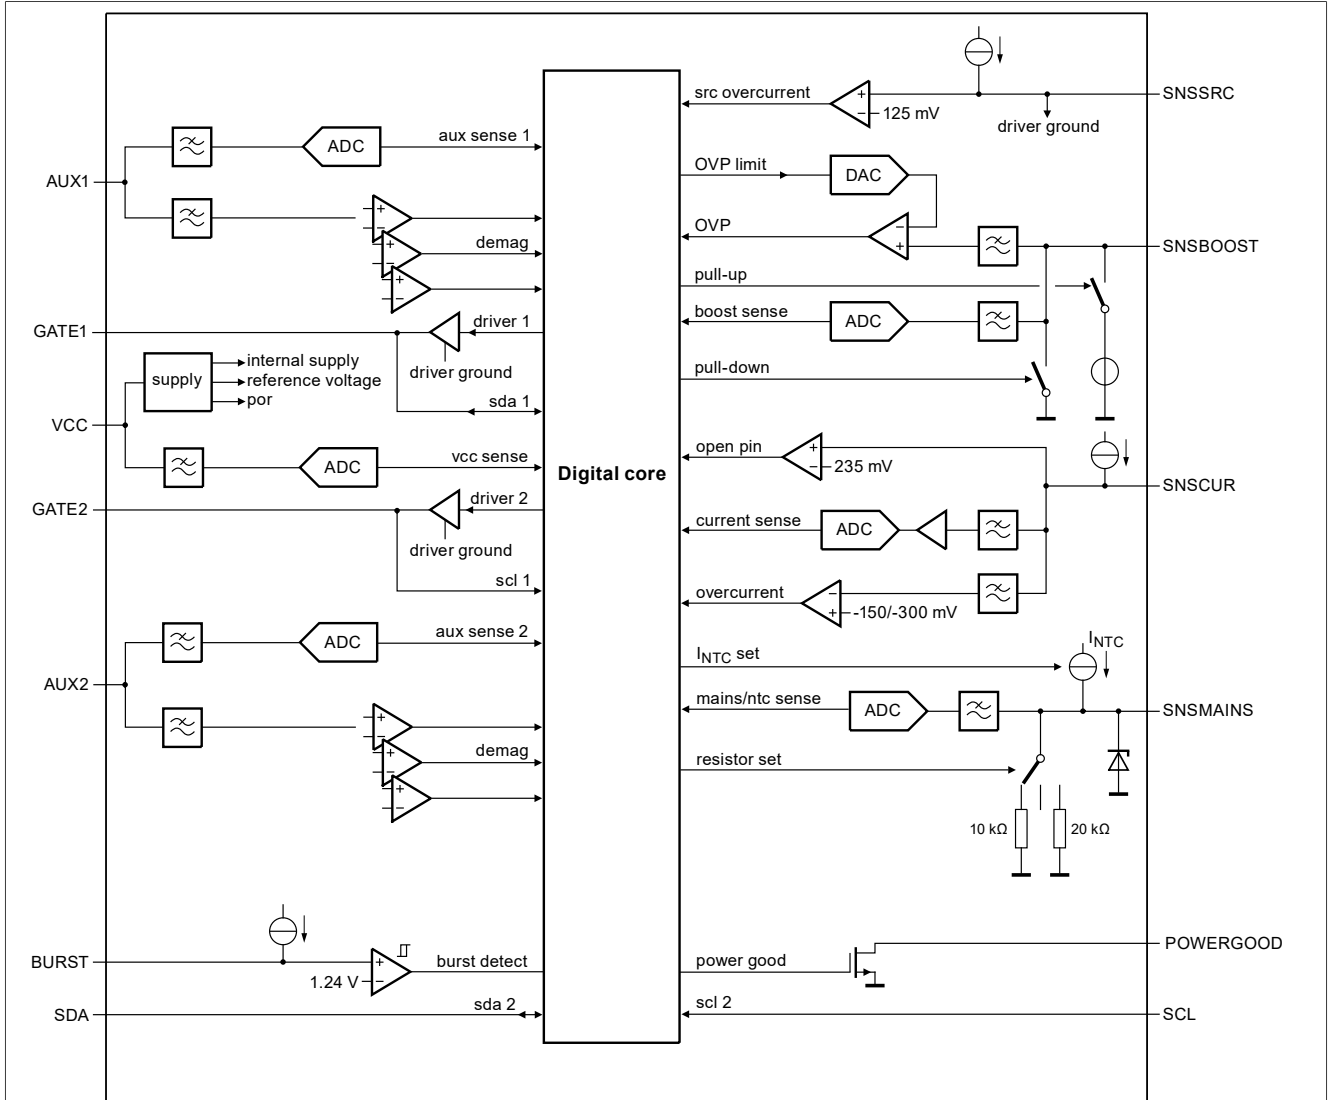 I
NTC
SNSSRC
src overcurrent
+
−
125 mV
driver ground
aux sense 1
ADC
AUX1
OVP limit
DAC
OVP
−
+
SNSBOOST
+
−
demag
+
−
+
−
pull-up
boost sense
ADC
GATE1
driver 1
driver ground
supply
internal supply
reference voltage
por
pull-down
sda 1
VCC
vcc sense
ADC
Digital core
open pin
+
−
235 mV
SNSCUR
GATE2
driver 2
driver ground
current sense
ADC
scl 1
overcurrent
−
+
-150/-300 mV
aux sense 2
ADC
INTC set
AUX2
mains/ntc sense
ADC
SNSMAINS
+
−
demag
+
−
+
−
resistor set
10 kΩ
20 kΩ
BURST
+
−
1.24 V
burst detect
power good
POWERGOOD
SDA
sda 2
scl 2
SCL